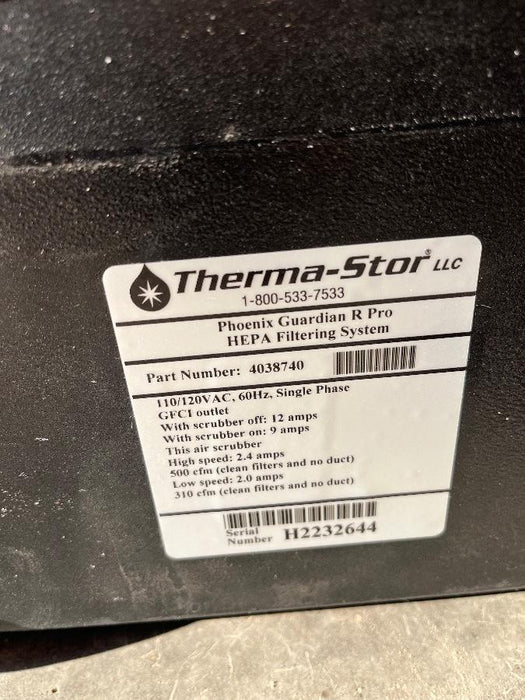 Therma-Stor® LLC
1-800-533-7533
Phoenix Guardian R Pro
HEPA Filtering System
Part Number: 4038740
110/120VAC, 60Hz, Single Phase
GFCI outlet
With scrubber off: 12 amps
With scrubber on: 9 amps
This air scrubber
High speed: 2.4 amps
500 cfm (clean filters and no duct)
Low speed: 2.0 amps
310 cfm (clean filters and no duct)
Serial
Number H2232644